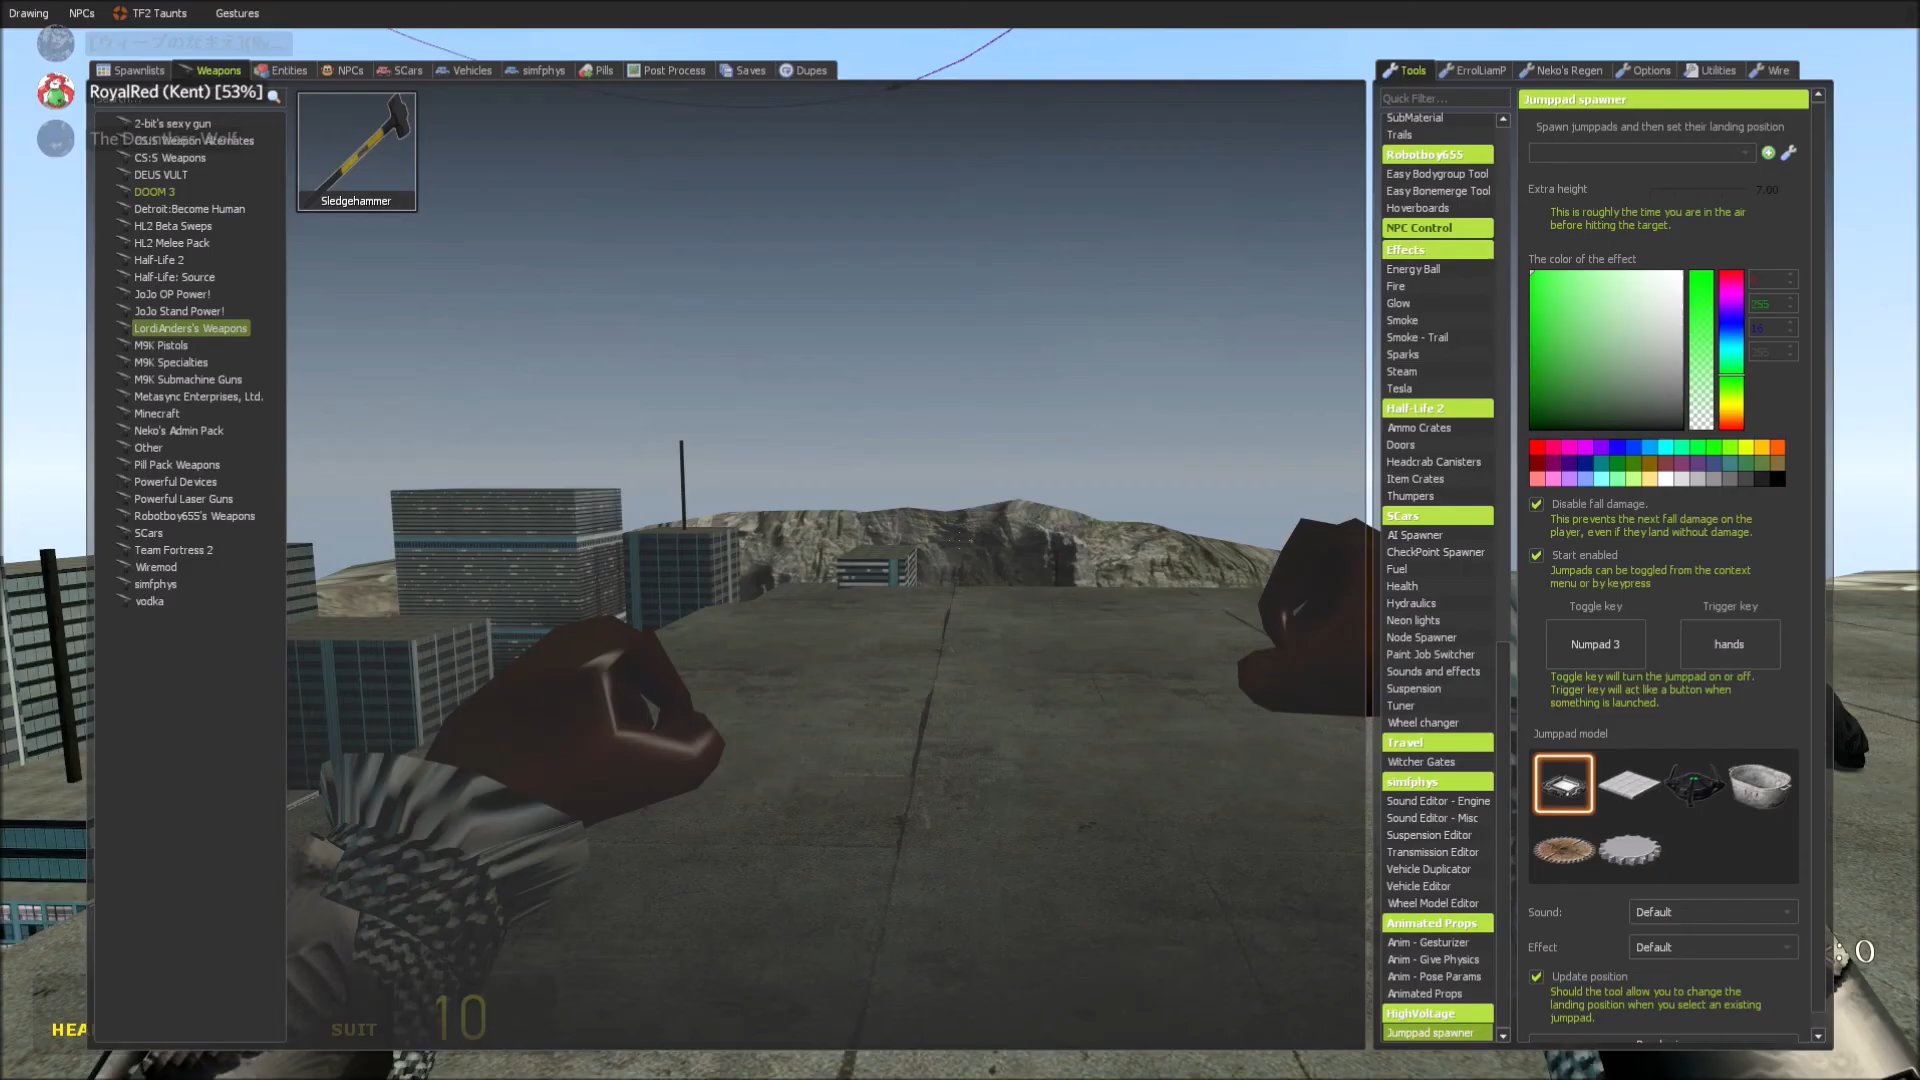 Drawing
NPCs
TF2 Taunts
Gestures
Spawnlists
Weapons
Entities
NPCs
SCars
Vehicles
simfphys
Pills
Post Process
Saves
Dupes
RoyalRed (Kent) [53%]
2-bit's sexy gun
CS:S Weapon Alternates
CS:S Weapons
DEUS VULT
DOOM 3
Detroit:Become Human
HL2 Beta Sweps
HL2 Melee Pack
Half-Life 2
Half-Life: Source
JoJo OP Power!
JoJo Stand Power!
LordiAnders's Weapons
M9K Pistols
M9K Specialties
M9K Submachine Guns
Metasync Enterprises, Ltd.
Minecraft
Neko's Admin Pack
Other
Pill Pack Weapons
Powerful Devices
Powerful Laser Guns
Robotboy655's Weapons
SCars
Team Fortress 2
Wiremod
simfphys
vodka
Sledgehammer
HEA
SUIT
10
Tools
ErrolLiamP
Neko's Regen
Options
Utilities
Wire
Quick Filter...
SubMaterial
Trails
Robotboy655
Easy Bodygroup Tool
Easy Bonemerge Tool
Hoverboards
NPC Control
Effects
Energy Ball
Fire
Glow
Smoke
Smoke - Trail
Sparks
Steam
Tesla
Half-Life 2
Ammo Crates
Doors
Headcrab Canisters
Item Crates
Thumpers
SCars
AI Spawner
CheckPoint Spawner
Fuel
Health
Hydraulics
Neon lights
Node Spawner
Paint Job Switcher
Sounds and effects
Suspension
Tuner
Wheel changer
Travel
Witcher Gates
simfphys
Sound Editor - Engine
Sound Editor - Misc
Suspension Editor
Transmission Editor
Vehicle Duplicator
Vehicle Editor
Wheel Model Editor
Animated Props
Anim - Gesturizer
Anim - Give Physics
Anim - Pose Params
Animated Props
HighVoltage
Jumppad spawner
Jumppad spawner
Spawn jumppads and then set their landing position
Extra height
7.00
This is roughly the time you are in the air
before hitting the target.
The color of the effect
255
16
255
Disable fall damage.
This prevents the next fall damage on the
player, even if they land without damage.
Start enabled
Jumpads can be toggled from the context
menu or by keypress
Toggle key
Trigger key
Numpad 3
hands
Toggle key will turn the jumppad on or off.
Trigger key will act like a button when
something is launched.
Jumppad model
Sound:
Default
Effect
Default
Update position
Should the tool allow you to change the
landing position when you select an existing
jumppad.
: 0